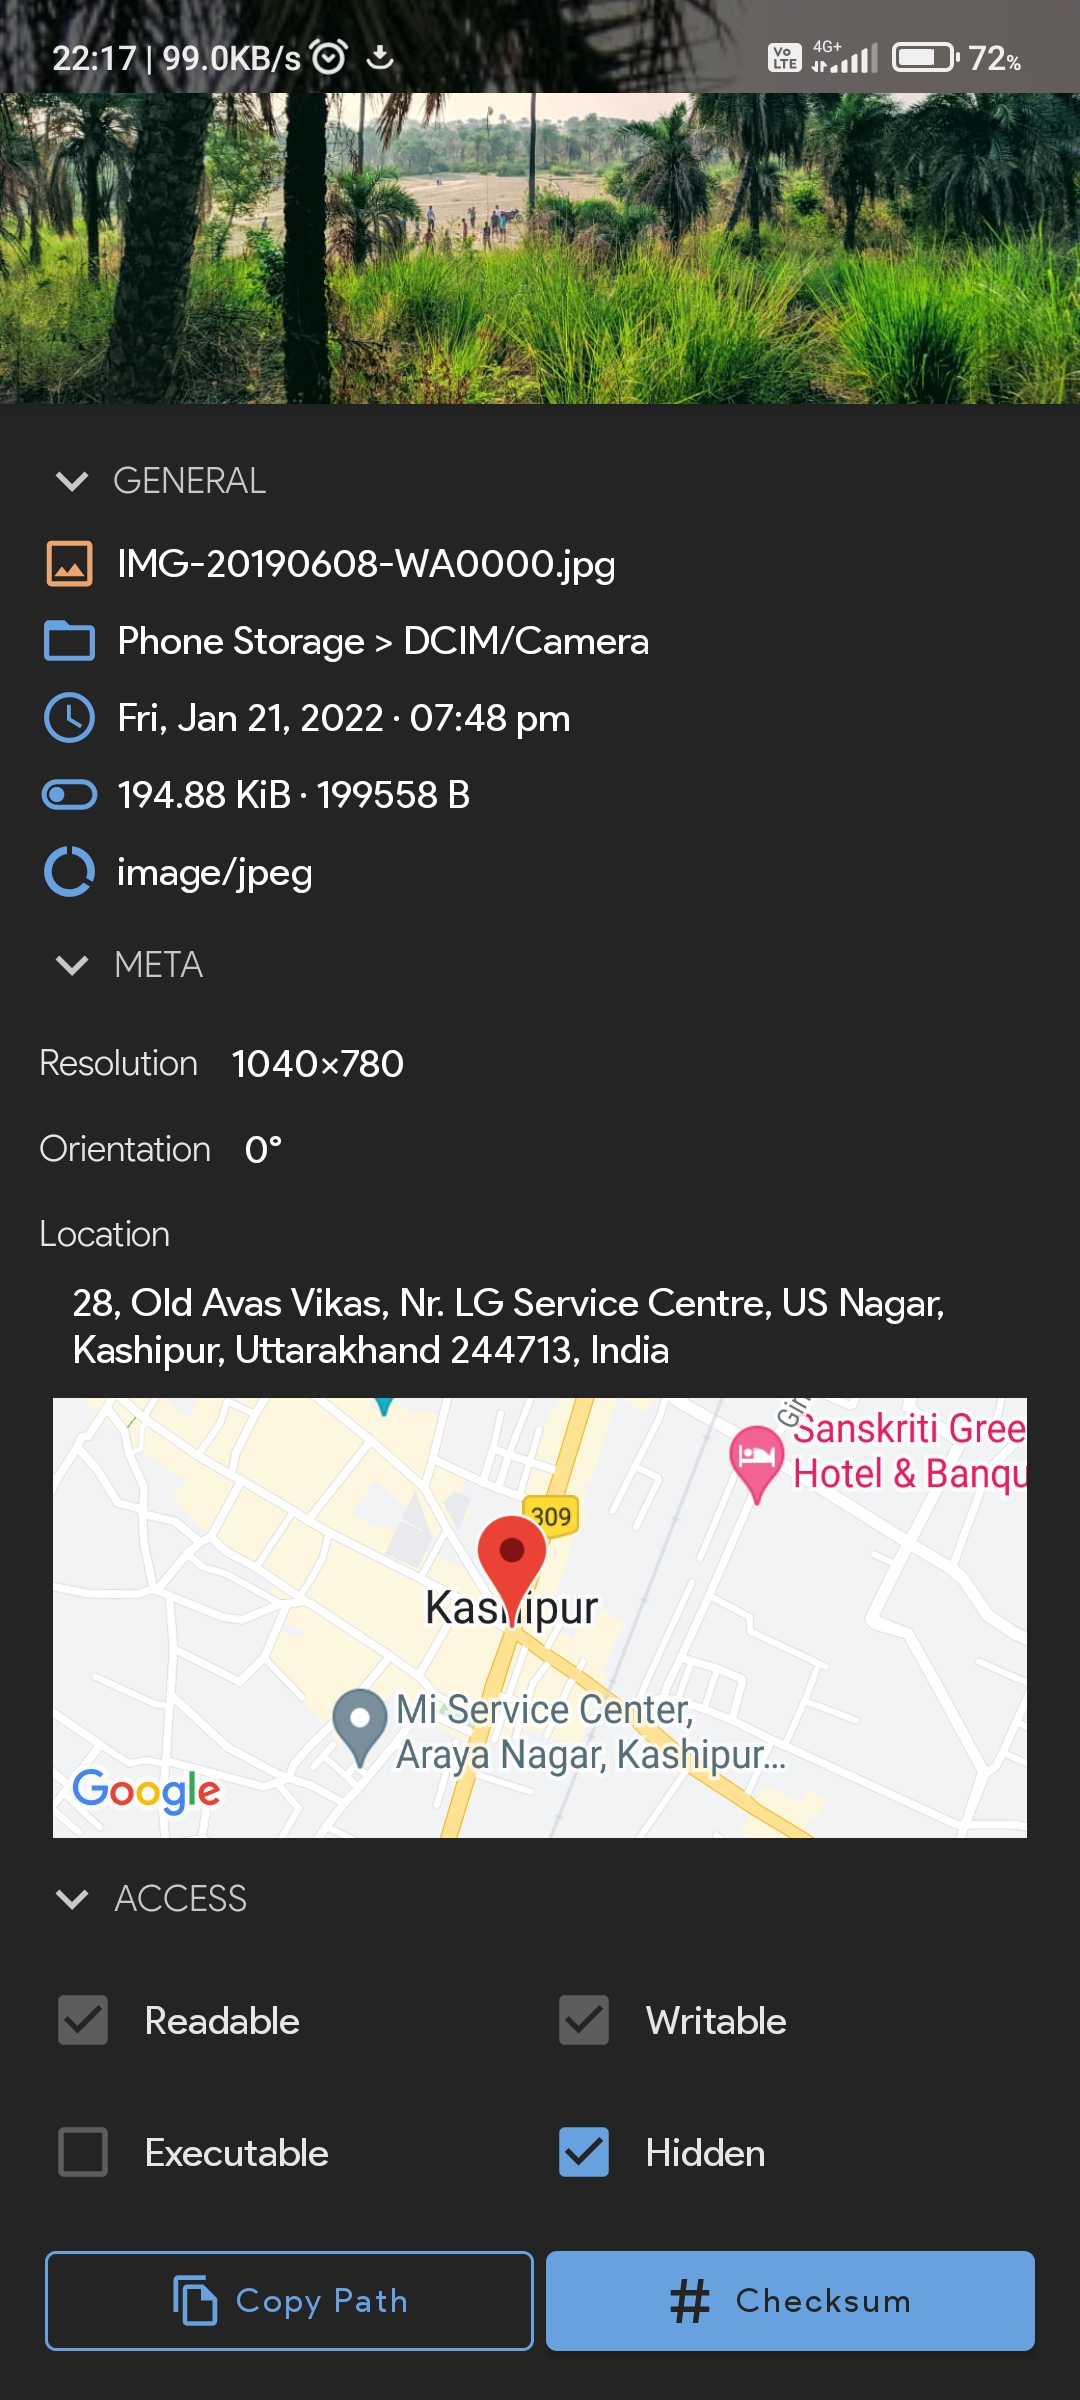 22:17 | 99.0KB/s
Vo LTE 4G+ 72%
GENERAL
IMG-20190608-WA0000.jpg
Phone Storage > DCIM/Camera
Fri, Jan 21, 2022 · 07:48 pm
194.88 KiB · 199558 B
image/jpeg
META
Resolution 1040×780
Orientation 0°
Location
28, Old Avas Vikas, Nr. LG Service Centre, US Nagar,
Kashipur, Uttarakhand 244713, India
Gir
Sanskriti Gree
Hotel & Banqu
309
Kashipur
Mi Service Center,
Araya Nagar, Kashipur...
Google
ACCESS
Readable Writable
Executable Hidden
Copy Path # Checksum